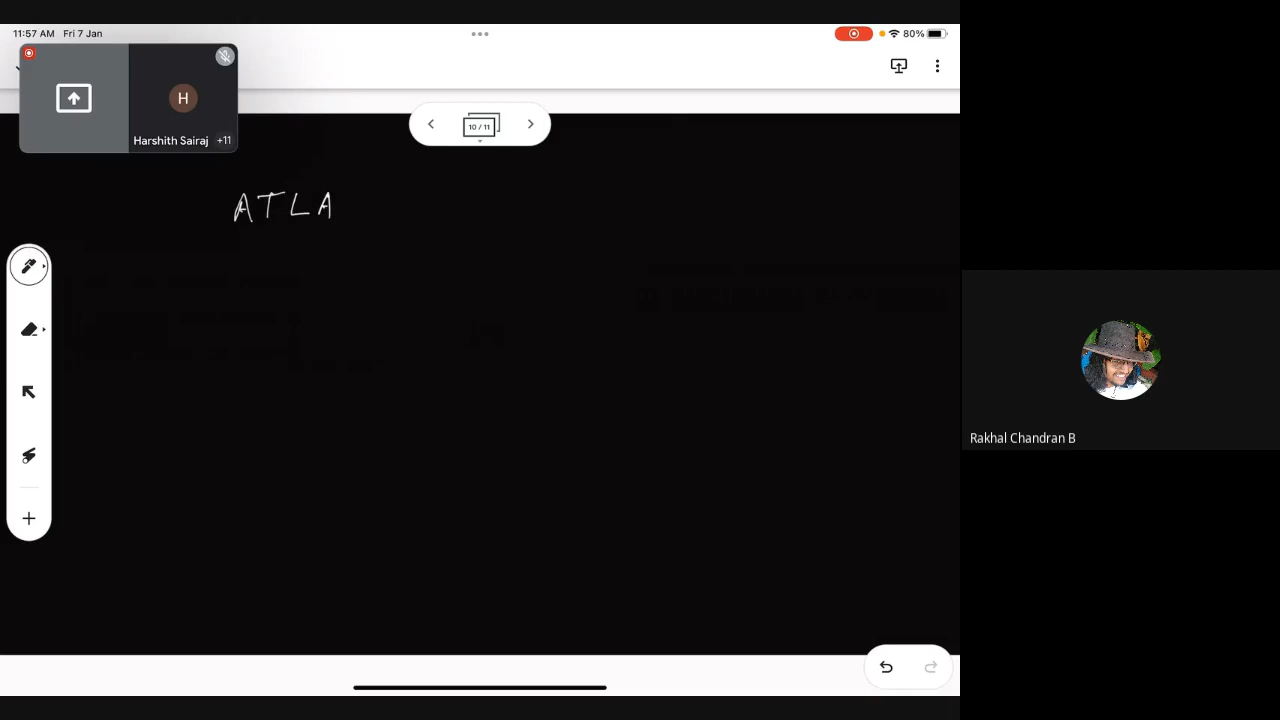 11:57 AM Fri 7 Jan
80%
H
Harshith Sairaj +11
10 / 11
ATLA
Rakhal Chandran B